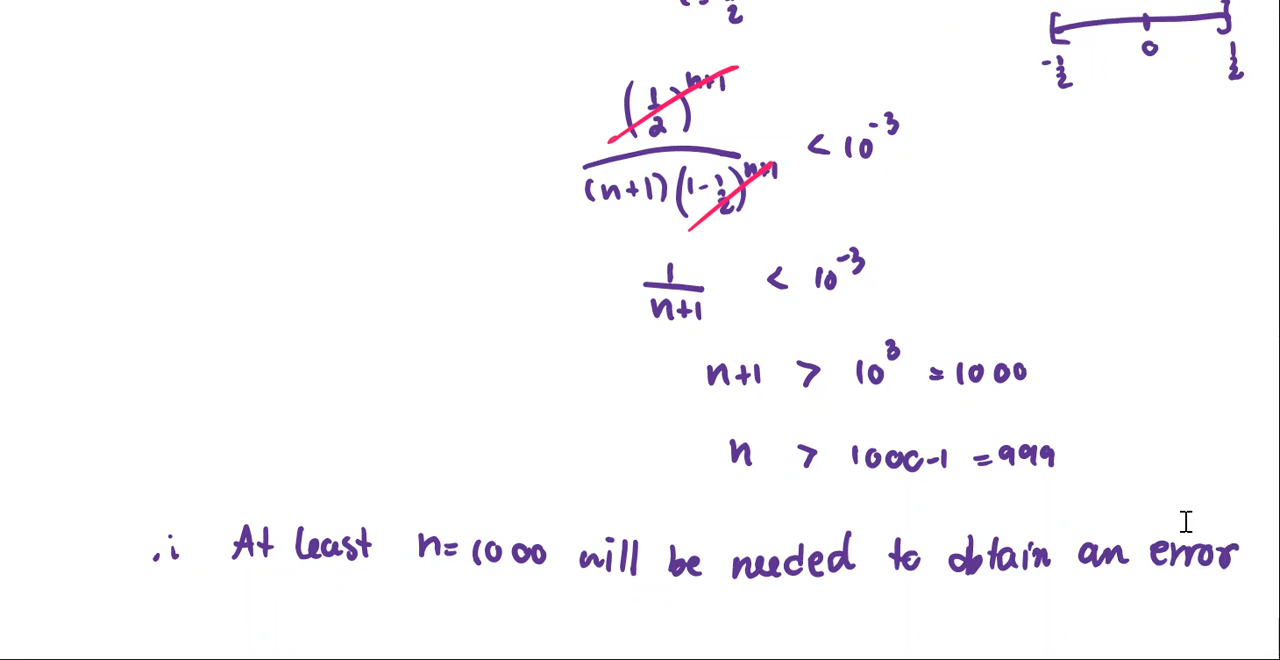 -1/2 0 1/2
(1/2)^{n+1} / (n+1)(1-1/2)^{n+1} < 10^{-3}
1/(n+1) < 10^{-3}
n+1 > 10^3 = 1000
n > 1000-1 = 999
∴ At least n=1000 will be needed to obtain an error